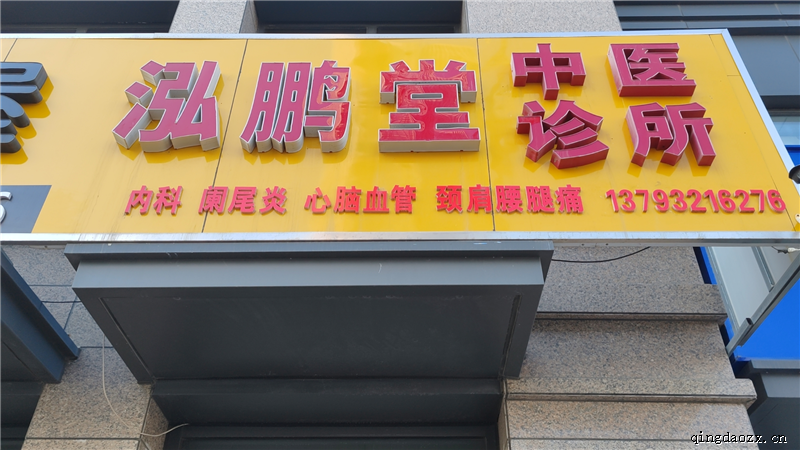 泓鹏堂 中医诊所
内科 阑尾炎 心脑血管 颈肩腰腿痛 13793216276
qingdaozx.cn